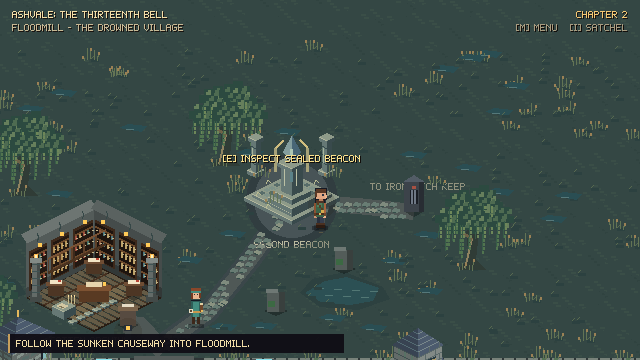 ASHVALE: THE THIRTEENTH BELL
FLOODMILL - THE DROWNED VILLAGE
CHAPTER 2
[M] MENU [I] SATCHEL
[E] INSPECT SEALED BEACON
TO KEEP
SECOND BEACON
FOLLOW THE SUNKEN CAUSEWAY INTO FLOODMILL.